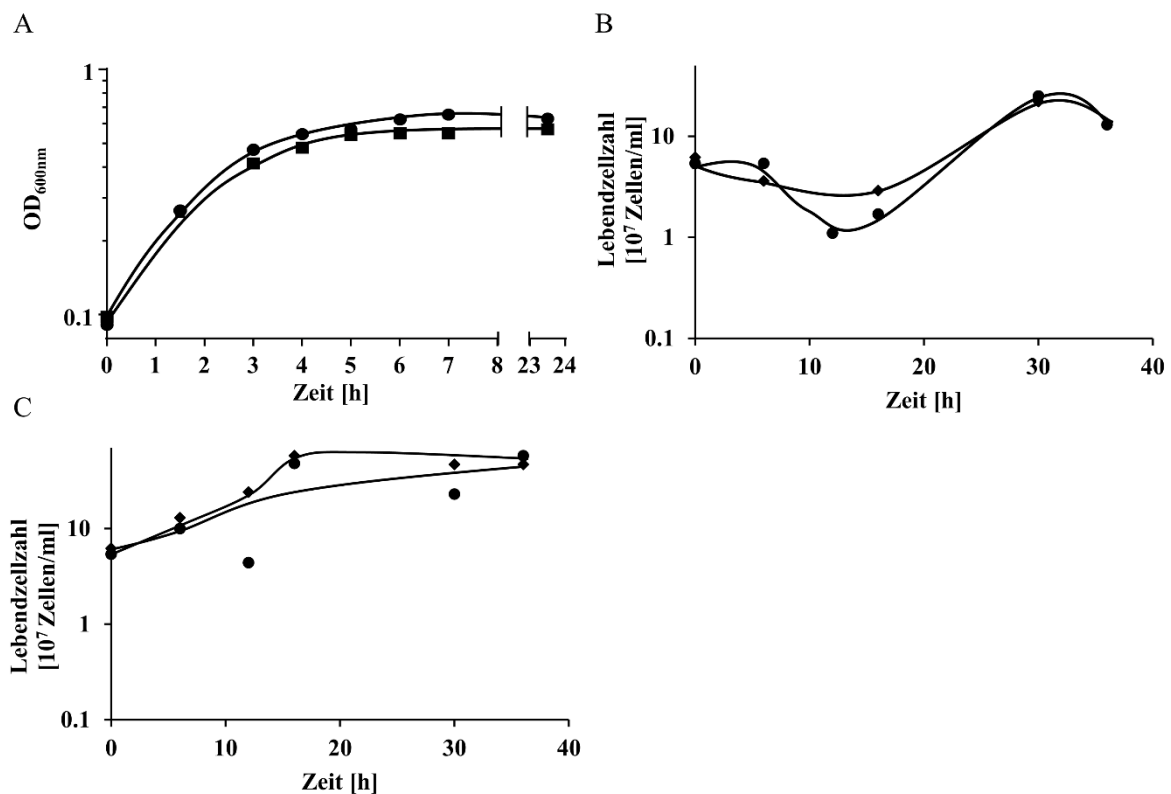 A
1
0.1
OD600nm
0 1 2 3 4 5 6 7 8 23 24
Zeit [h]
B
10
1
0.1
Lebendzellzahl
[10⁷ Zellen/ml]
0 10 20 30 40
Zeit [h]
C
10
1
0.1
Lebendzellzahl
[10⁷ Zellen/ml]
0 10 20 30 40
Zeit [h]